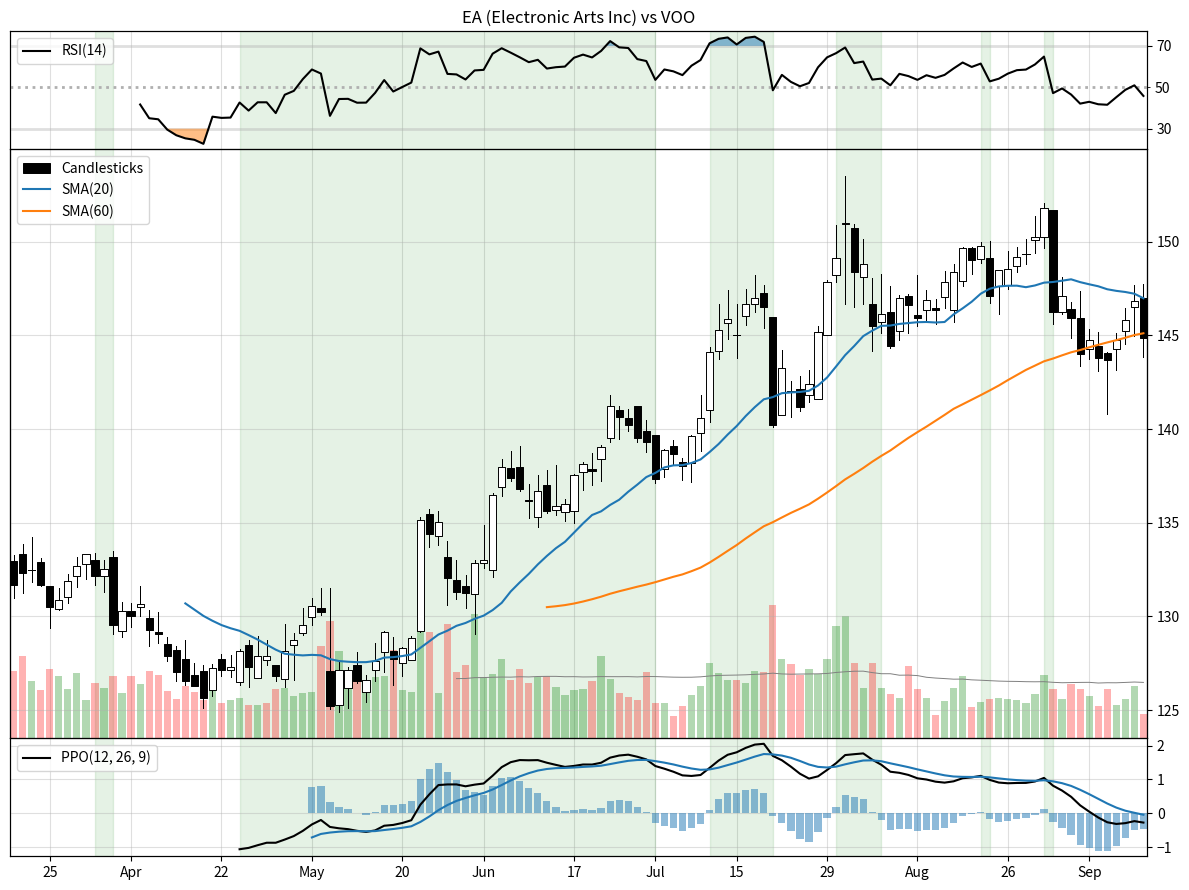 EA (Electronic Arts Inc) vs VOO
RSI(14)
70
50
30
Candlesticks
SMA(20)
SMA(60)
150
145
140
135
130
125
PPO(12, 26, 9)
2
1
0
−1
25 Apr 22 May 20 Jun 17 Jul 15 29 Aug 26 Sep